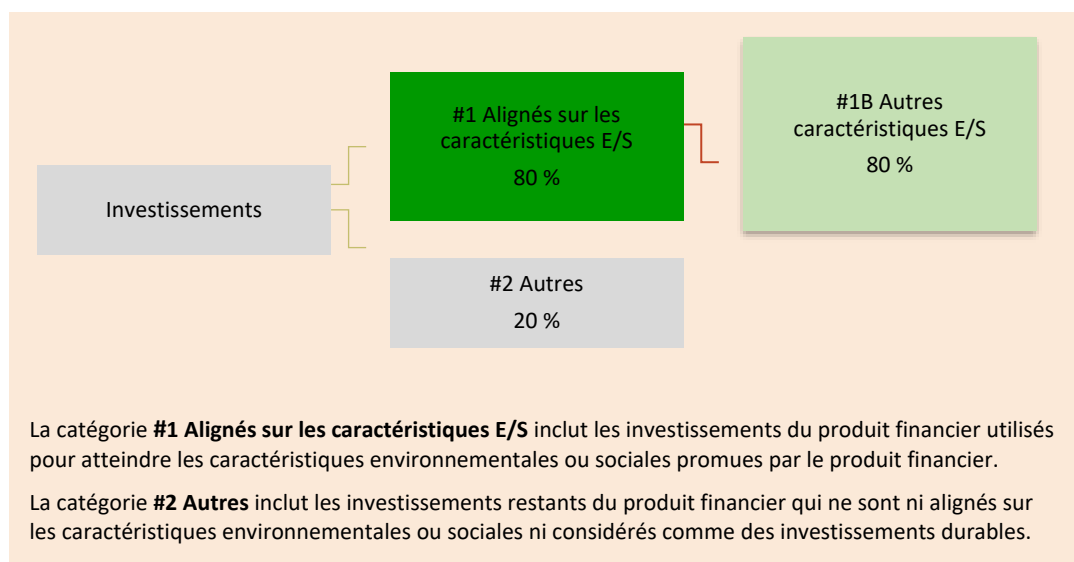 #1 Alignés sur les
caractéristiques E/S
80 %
#1B Autres
caractéristiques E/S
80 %
Investissements
#2 Autres
20 %
La catégorie #1 Alignés sur les caractéristiques E/S inclut les investissements du produit financier utilisés
pour atteindre les caractéristiques environnementales ou sociales promues par le produit financier.
La catégorie #2 Autres inclut les investissements restants du produit financier qui ne sont ni alignés sur
les caractéristiques environnementales ou sociales ni considérés comme des investissements durables.